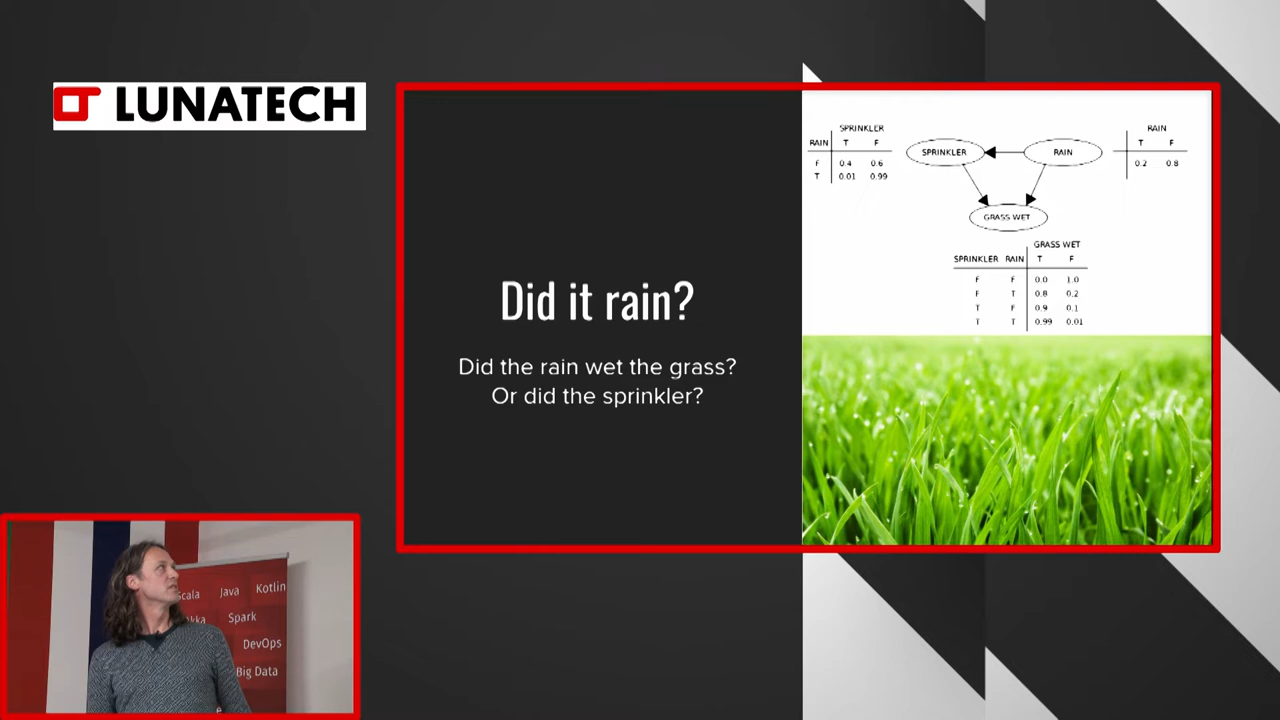 LUNATECH
SPRINKLER
RAIN T F
F 0.4 0.6
T 0.01 0.99
SPRINKLER
RAIN
RAIN
T F
0.2 0.8
GRASS WET
GRASS WET
SPRINKLER RAIN T F
F F 0.0 1.0
F T 0.8 0.2
T F 0.9 0.1
T T 0.99 0.01
Did it rain?
Did the rain wet the grass?
Or did the sprinkler?
Scala Java Kotlin
Akka Spark
DevOps
Big Data